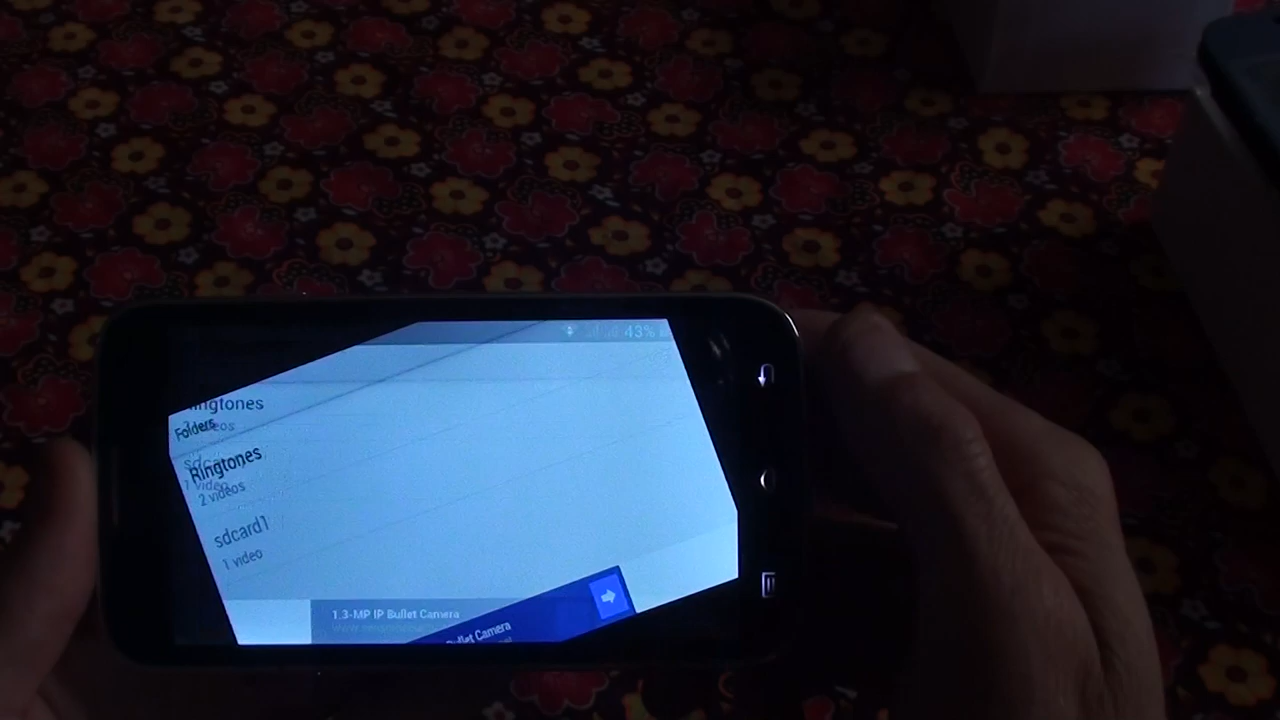 43%
Ringtones
Folders
Ringtones
2 videos
sdcard1
1 video
1.3-MP IP Bullet Camera
Bullet Camera